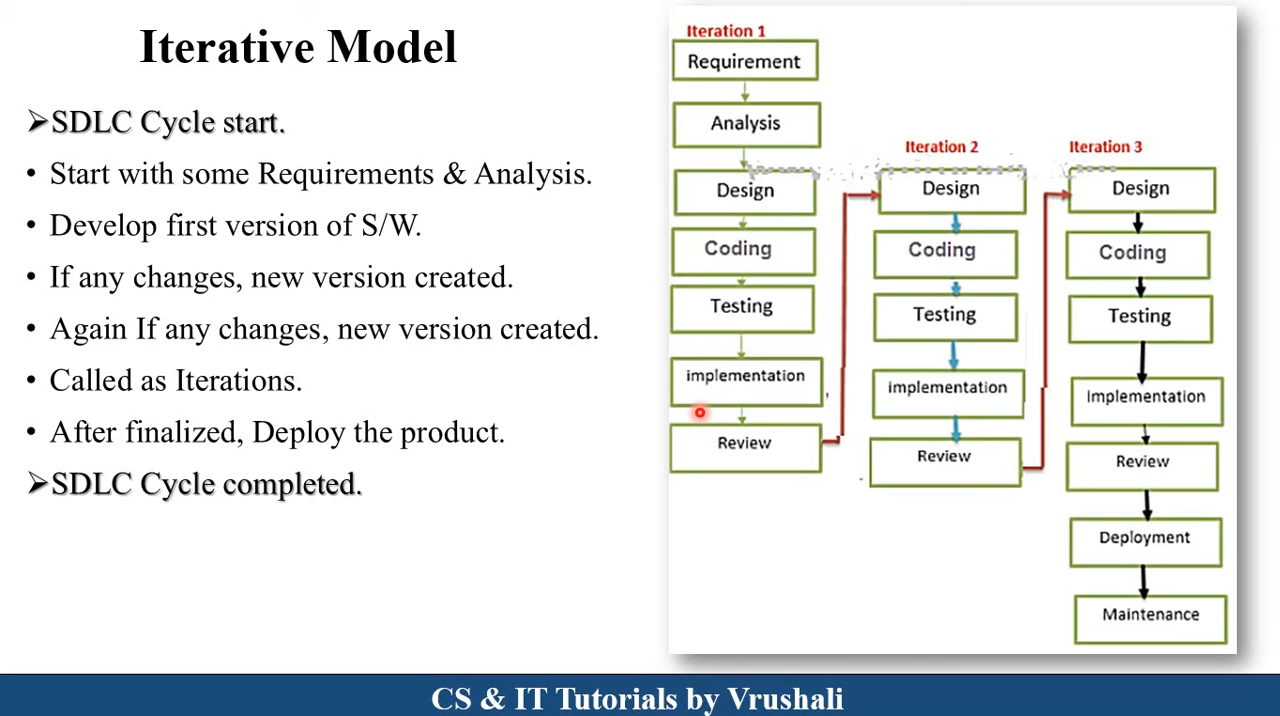 Iterative Model
➢SDLC Cycle start.
• Start with some Requirements & Analysis.
• Develop first version of S/W.
• If any changes, new version created.
• Again If any changes, new version created.
• Called as Iterations.
• After finalized, Deploy the product.
➢SDLC Cycle completed.
Iteration 1
Requirement
Analysis
Design
Coding
Testing
implementation
Review
Iteration 2
Design
Coding
Testing
implementation
Review
Iteration 3
Design
Coding
Testing
Implementation
Review
Deployment
Maintenance
CS & IT Tutorials by Vrushali